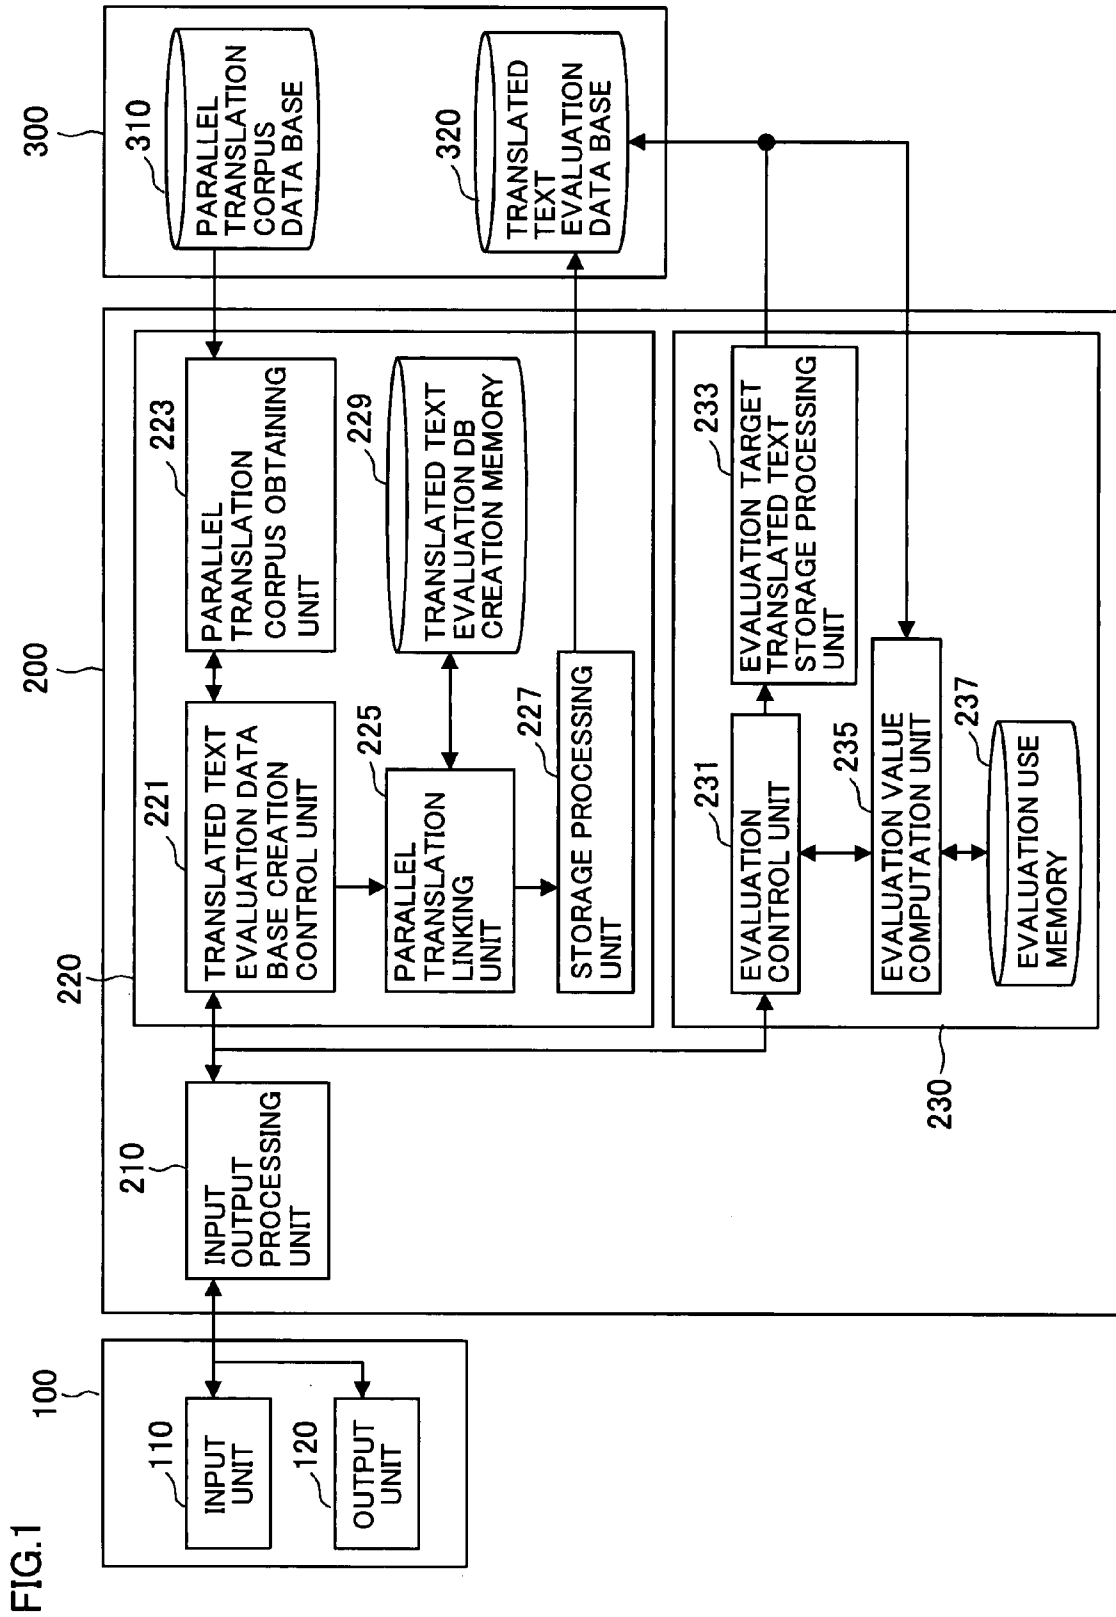 FIG.1
100
110
INPUT
UNIT
120
OUTPUT
UNIT
200
210
INPUT
OUTPUT
PROCESSING
UNIT
220
221
TRANSLATED TEXT
EVALUATION DATA
BASE CREATION
CONTROL UNIT
223
PARALLEL
TRANSLATION
CORPUS OBTAINING
UNIT
225
PARALLEL
TRANSLATION
LINKING
UNIT
229
TRANSLATED TEXT
EVALUATION DB
CREATION MEMORY
227
STORAGE PROCESSING
UNIT
230
231
EVALUATION
CONTROL UNIT
233
EVALUATION TARGET
TRANSLATED TEXT
STORAGE PROCESSING
UNIT
235
EVALUATION VALUE
COMPUTATION UNIT
237
EVALUATION USE
MEMORY
300
310
PARALLEL
TRANSLATION
CORPUS
DATA BASE
320
TRANSLATED
TEXT
EVALUATION
DATA BASE